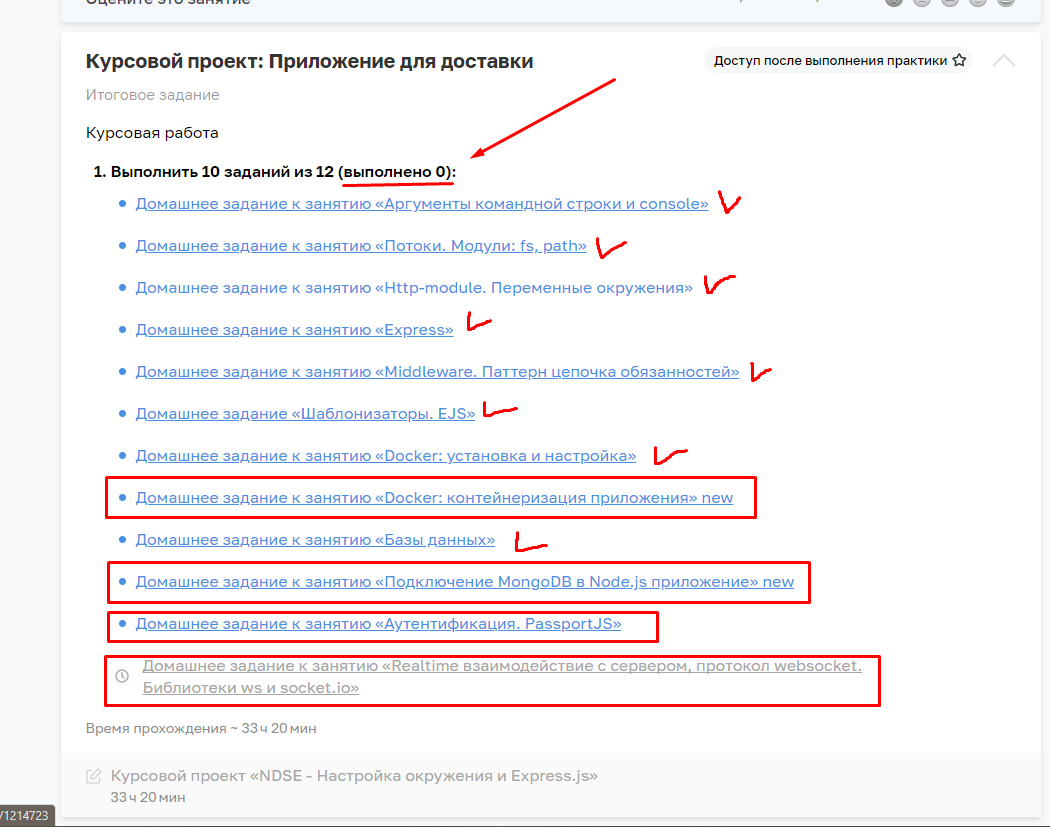 Оцените это занятие
Курсовой проект: Приложение для доставки
Доступ после выполнения практики
Итоговое задание
Курсовая работа
1. Выполнить 10 заданий из 12 (выполнено 0):
Домашнее задание к занятию «Аргументы командной строки и console»
Домашнее задание к занятию «Потоки. Модули: fs, path»
Домашнее задание к занятию «Http-module. Переменные окружения»
Домашнее задание к занятию «Express»
Домашнее задание к занятию «Middleware. Паттерн цепочка обязанностей»
Домашнее задание «Шаблонизаторы. EJS»
Домашнее задание к занятию «Docker: установка и настройка»
Домашнее задание к занятию «Docker: контейнеризация приложения» new
Домашнее задание к занятию «Базы данных»
Домашнее задание к занятию «Подключение MongoDB в Node.js приложение» new
Домашнее задание к занятию «Аутентификация. PassportJS»
Домашнее задание к занятию «Realtime взаимодействие с сервером, протокол websocket.
Библиотеки ws и socket.io»
Время прохождения ~ 33 ч 20 мин
Курсовой проект «NDSE - Настройка окружения и Express.js»
33 ч 20 мин
/1214723